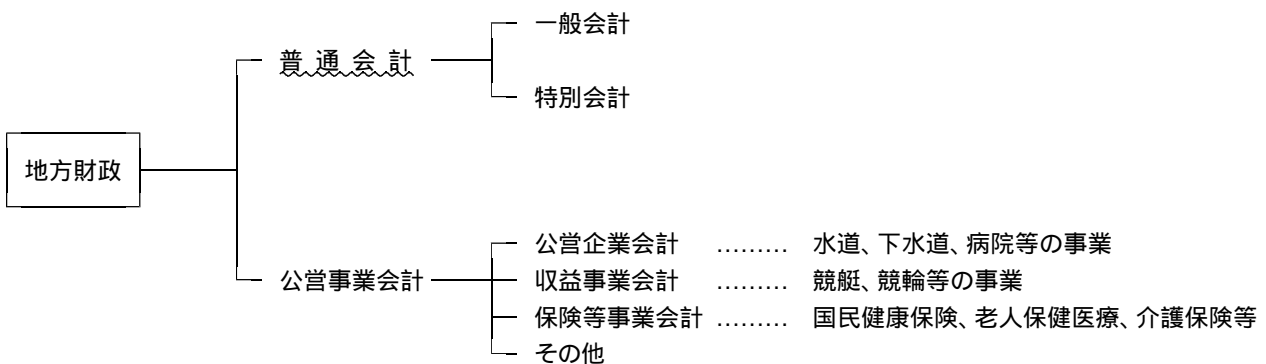 一般会計
普通会計
特別会計
地方財政
公営企業会計 ......... 水道、下水道、病院等の事業
公営事業会計
収益事業会計 ......... 競艇、競輪等の事業
保険等事業会計 ......... 国民健康保険、老人保健医療、介護保険等
その他